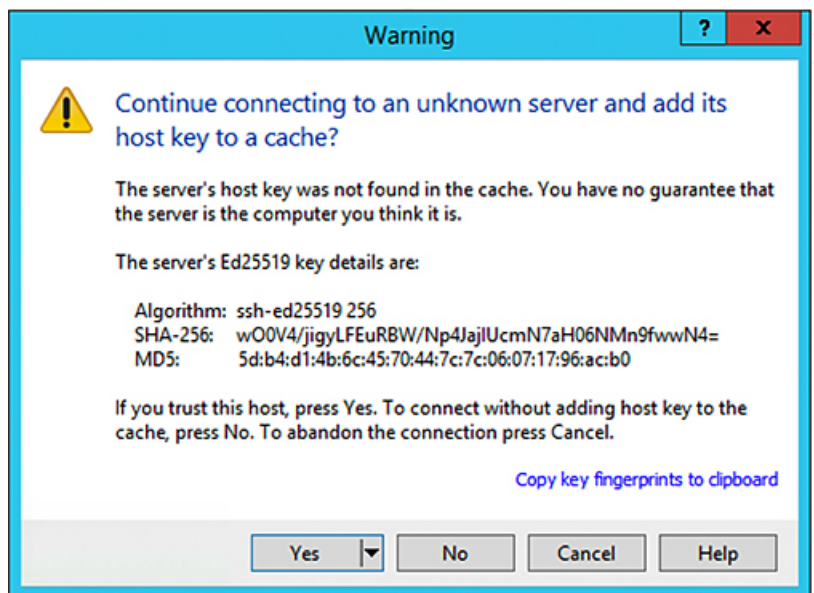 Warning
?
x
Continue connecting to an unknown server and add its
host key to a cache?
The server's host key was not found in the cache. You have no guarantee that
the server is the computer you think it is.
The server's Ed25519 key details are:
Algorithm: ssh-ed25519 256
SHA-256: wO0V4/jigyLFEuRBW/Np4JajlUcmN7aH06NMn9fwwN4=
MD5: 5d:b4:d1:4b:6c:45:70:44:7c:7c:06:07:17:96:ac:b0
If you trust this host, press Yes. To connect without adding host key to the
cache, press No. To abandon the connection press Cancel.
Copy key fingerprints to clipboard
Yes
No
Cancel
Help